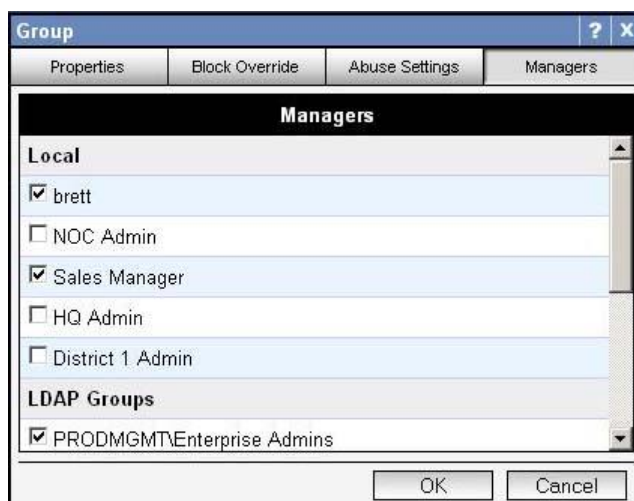 Group ? X
Properties Block Override Abuse Settings Managers
Managers
Local
brett
NOC Admin
Sales Manager
HQ Admin
District 1 Admin
LDAP Groups
PRODMGMT\Enterprise Admins
OK Cancel